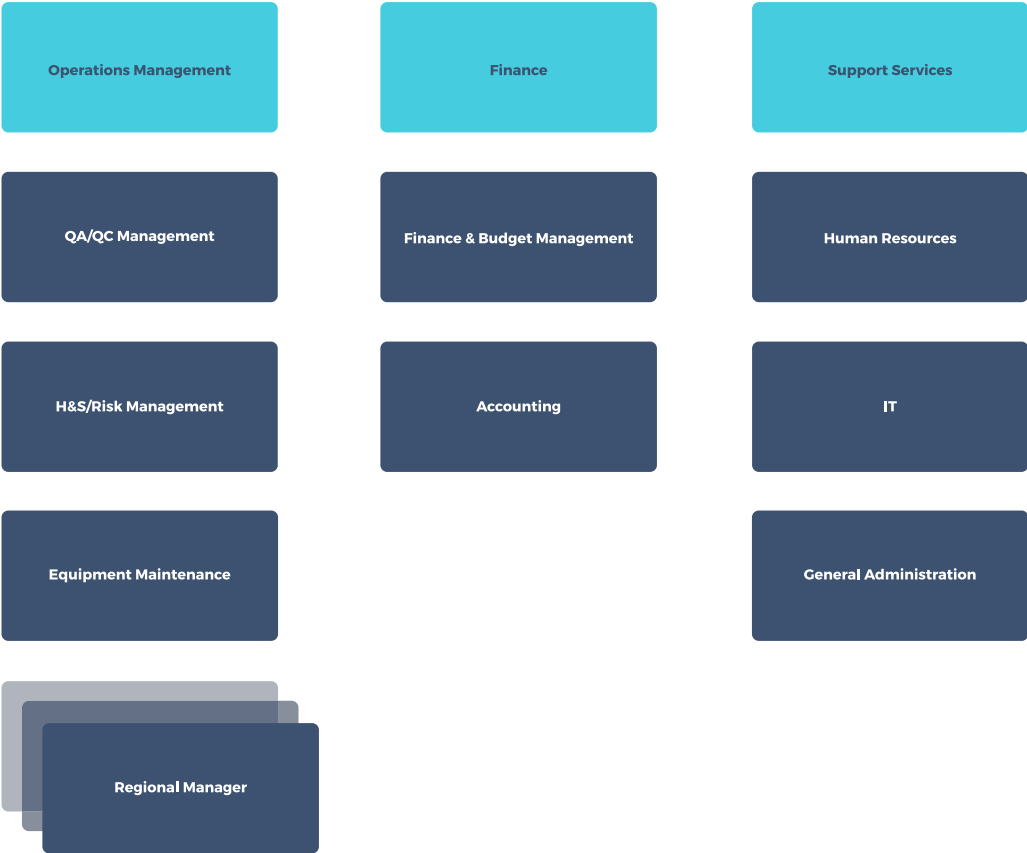 Operations Management
Finance
Support Services
QA/QC Management
Finance & Budget Management
Human Resources
H&S/Risk Management
Accounting
IT
Equipment Maintenance
General Administration
Regional Manager